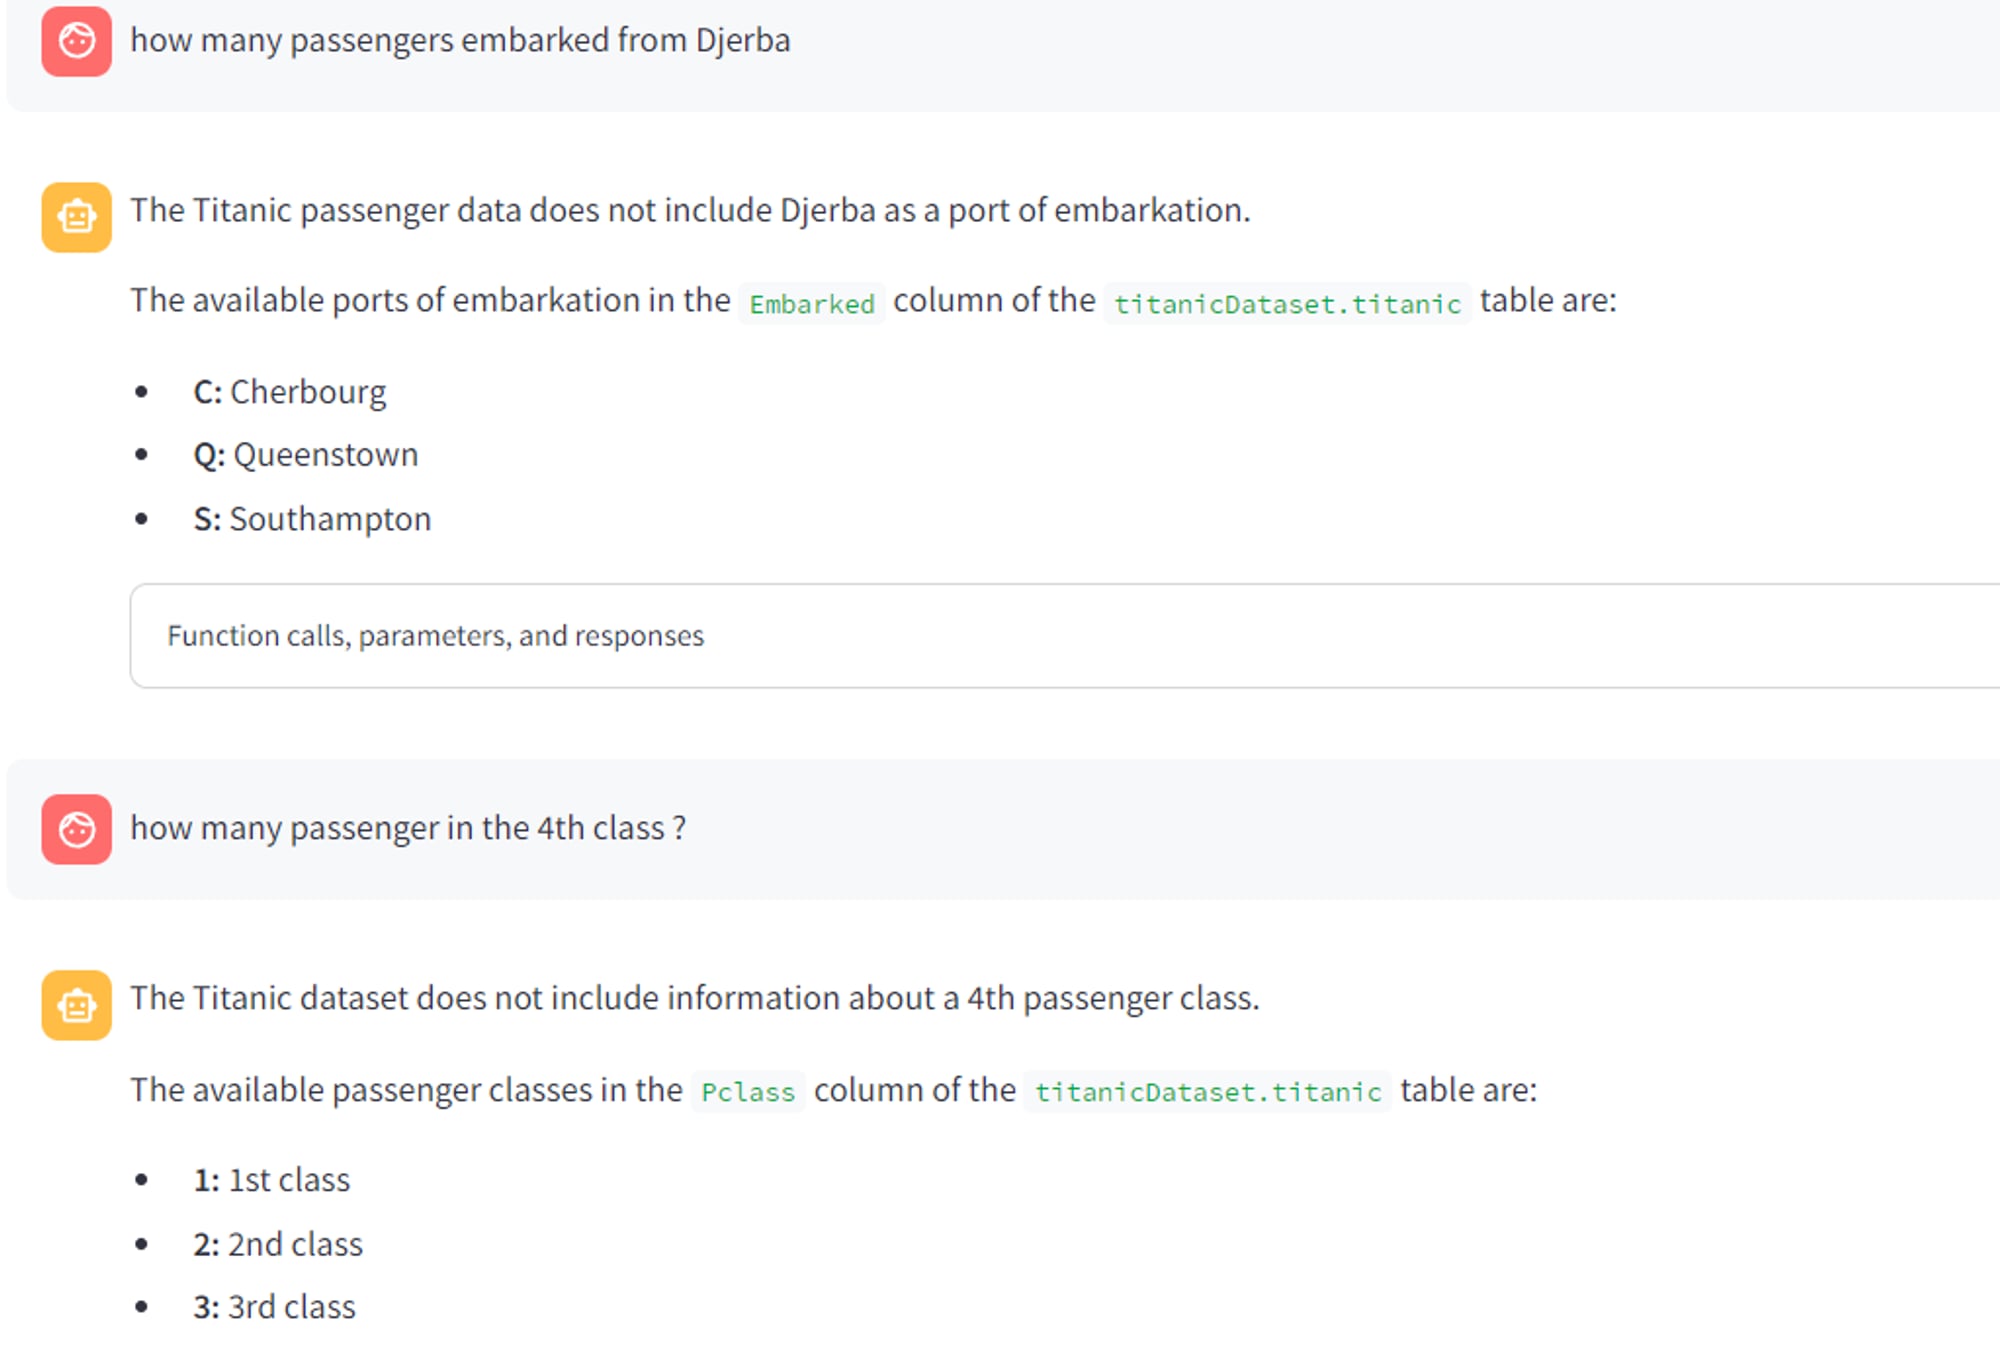 how many passengers embarked from Djerba
The Titanic passenger data does not include Djerba as a port of embarkation.
The available ports of embarkation in the Embarked column of the titanicDataset.titanic table are:
• C: Cherbourg
• Q: Queenstown
• S: Southampton
Function calls, parameters, and responses
how many passenger in the 4th class ?
The Titanic dataset does not include information about a 4th passenger class.
The available passenger classes in the Pclass column of the titanicDataset.titanic table are:
• 1: 1st class
• 2: 2nd class
• 3: 3rd class